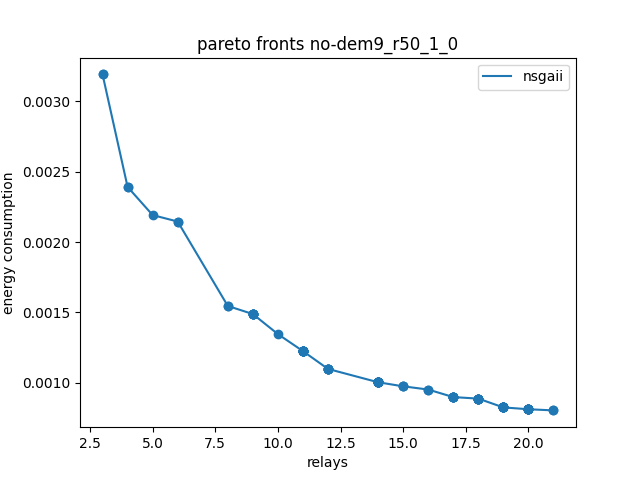 pareto fronts no-dem9_r50_1_0
nsgaii
0.0030
0.0025
0.0020
0.0015
0.0010
energy consumption
2.5 5.0 7.5 10.0 12.5 15.0 17.5 20.0
relays